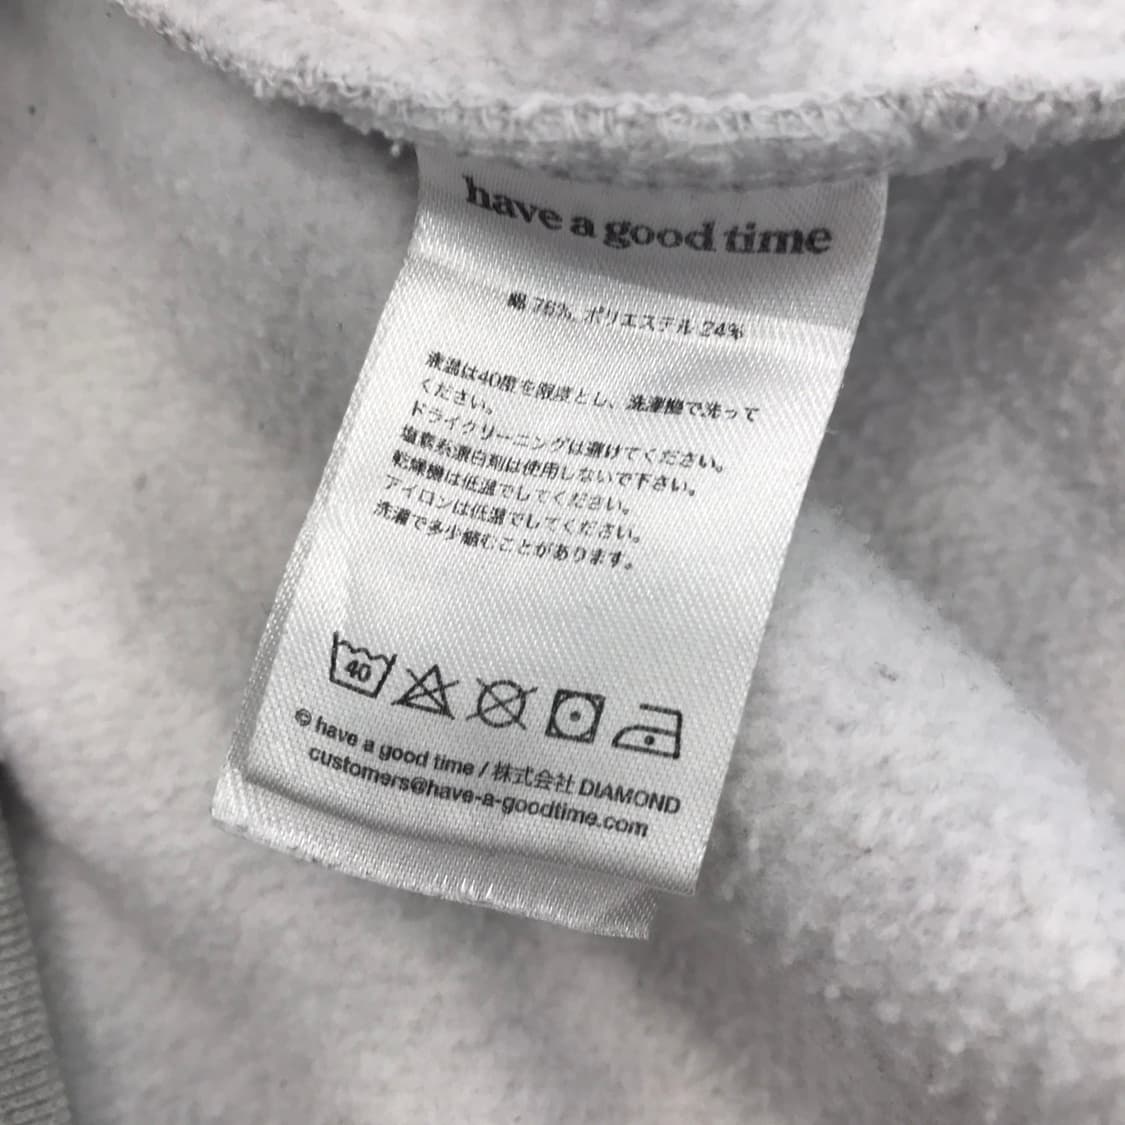 have a good time
綿 76%, ポリエステル 24%
液温は40度を限度とし、洗濯機で洗って
ください。
ドライクリーニングは避けてください。
塩素系漂白剤は使用しないで下さい。
乾燥機は低温でしてください。
アイロンは低温でしてください。
洗濯で多少縮むことがあります。
40
© have a good time / 株式会社 DIAMOND
customers@have-a-goodtime.com